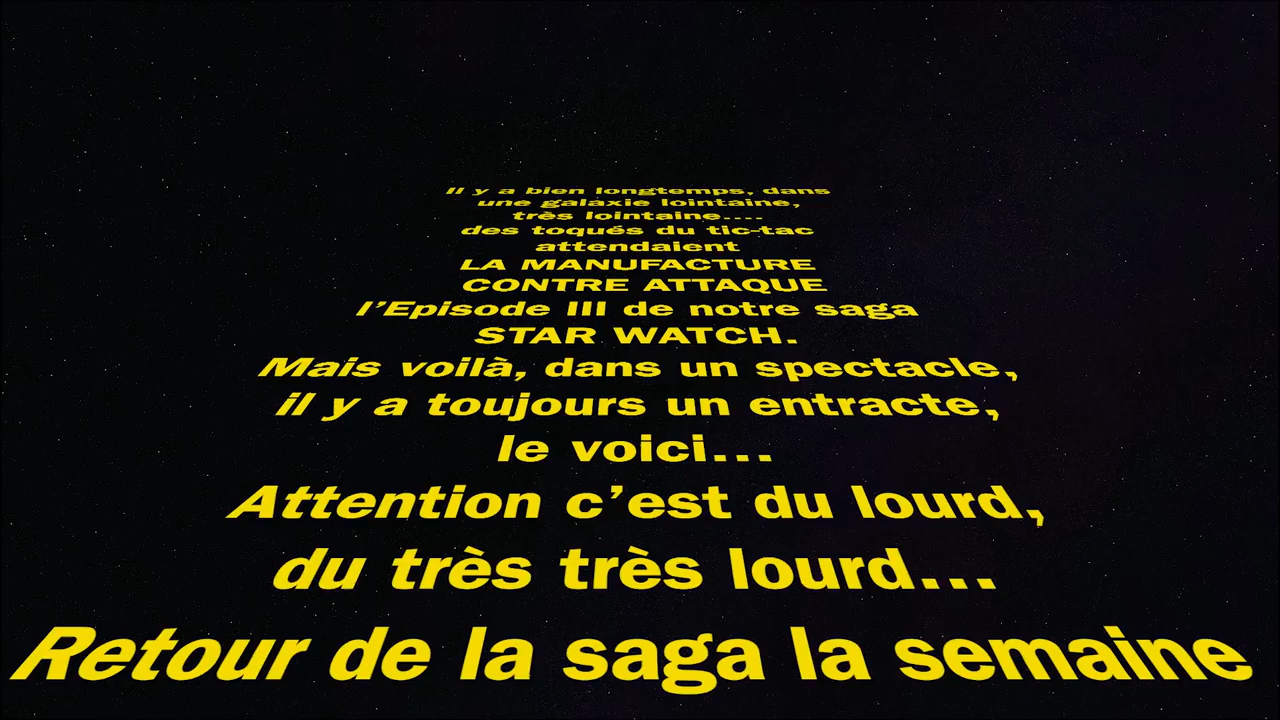 Il y a bien longtemps, dans
une galaxie lointaine,
très lointaine....
des toqués du tic-tac
attendaient
LA MANUFACTURE
CONTRE ATTAQUE
l’Episode III de notre saga
STAR WATCH.
Mais voilà, dans un spectacle,
il y a toujours un entracte,
le voici...
Attention c’est du lourd,
du très très lourd...
Retour de la saga la semaine